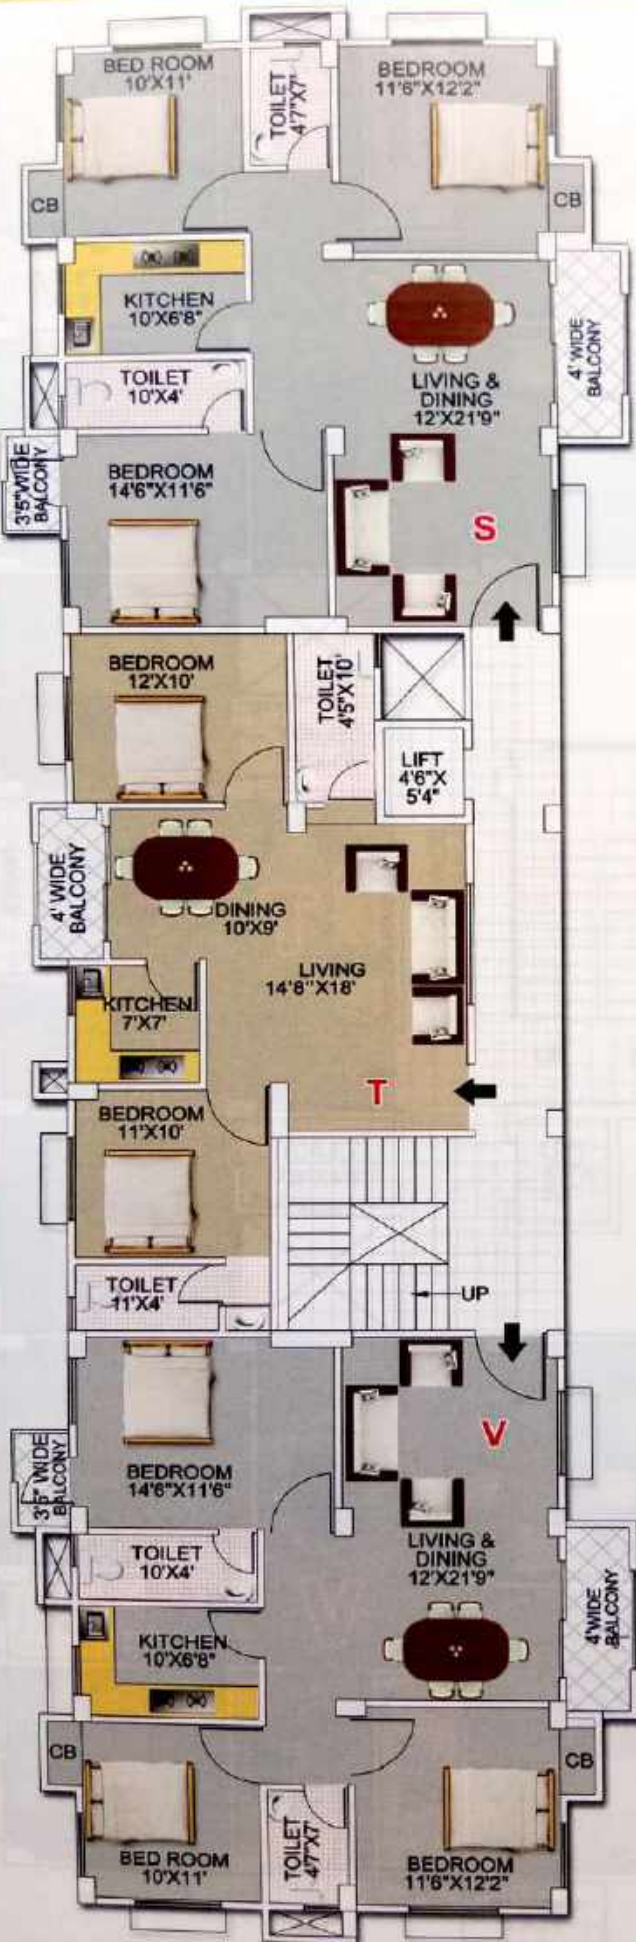 BED ROOM
10'X11'
TOILET
4'7"X7'
BEDROOM
11'6"X12'2"
CB
CB
KITCHEN
10'X6'8"
TOILET
10'X4'
LIVING &
DINING
12'X21'9"
4' WIDE
BALCONY
3'5" WIDE
BALCONY
BEDROOM
14'6"X11'6"
S
BEDROOM
12'X10'
TOILET
4'5"X10'
LIFT
4'6"X
5'4"
4' WIDE
BALCONY
DINING
10'X9'
LIVING
14'8"X18'
KITCHEN
7'X7'
T
BEDROOM
11'X10'
TOILET
11'X4'
UP
V
BEDROOM
14'6"X11'6"
3'5" WIDE
BALCONY
TOILET
10'X4'
LIVING &
DINING
12'X21'9"
4'WIDE
BALCONY
KITCHEN
10'X6'8"
CB
CB
BED ROOM
10'X11'
TOILET
4'7"X7'
BEDROOM
11'6"X12'2"